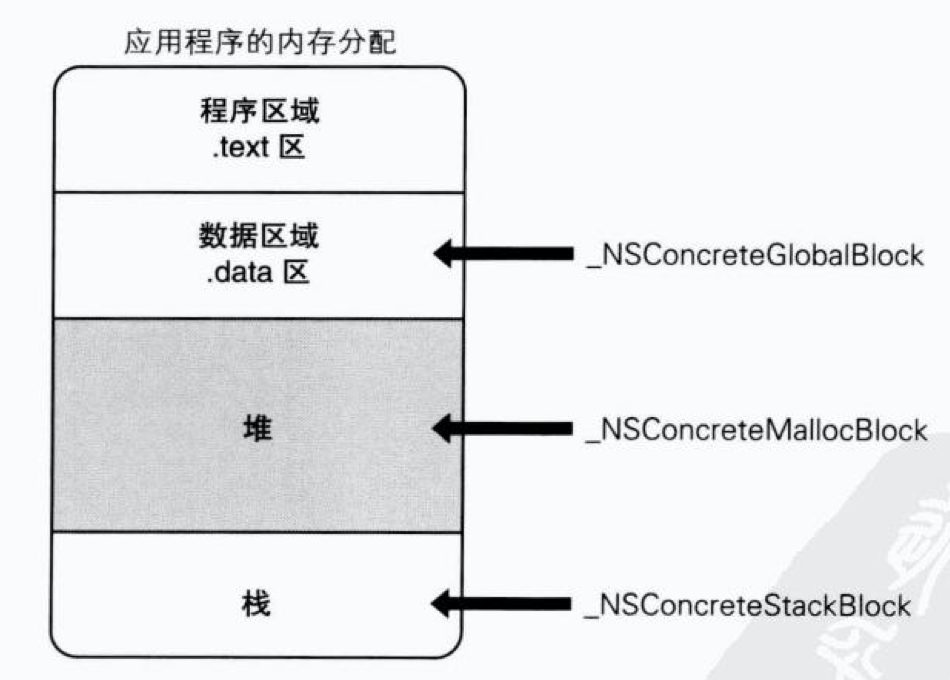 应用程序的内存分配
程序区域
.text 区
数据区域
.data 区
_NSConcreteGlobalBlock
堆
_NSConcreteMallocBlock
栈
_NSConcreteStackBlock